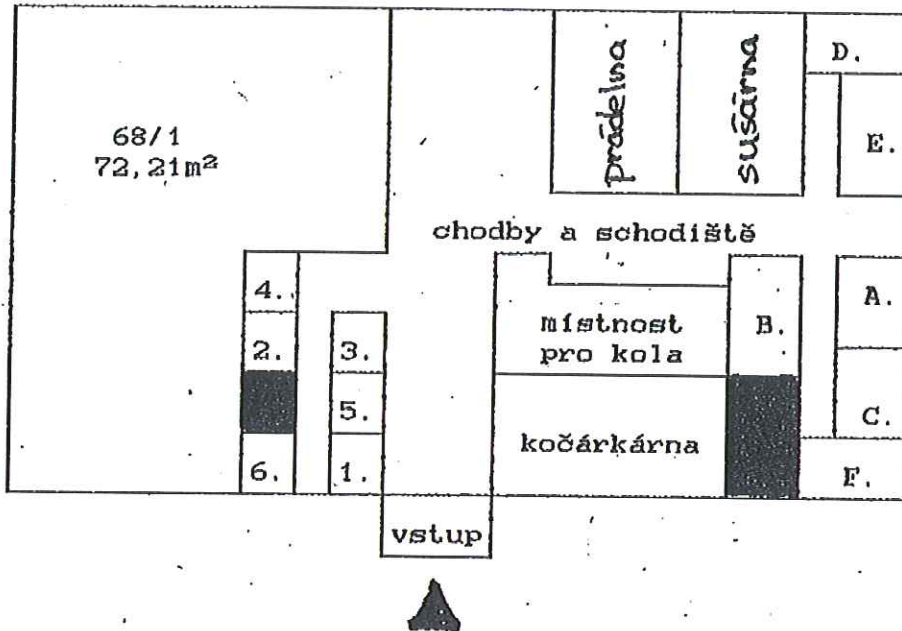 prádelna
sušárna
D.
68/1
72,21m²
E.
chodby a schodiště
4.
A.
místnost
pro kola
B.
2.
3.
5.
C.
kočárkárna
6.
1.
F.
vstup